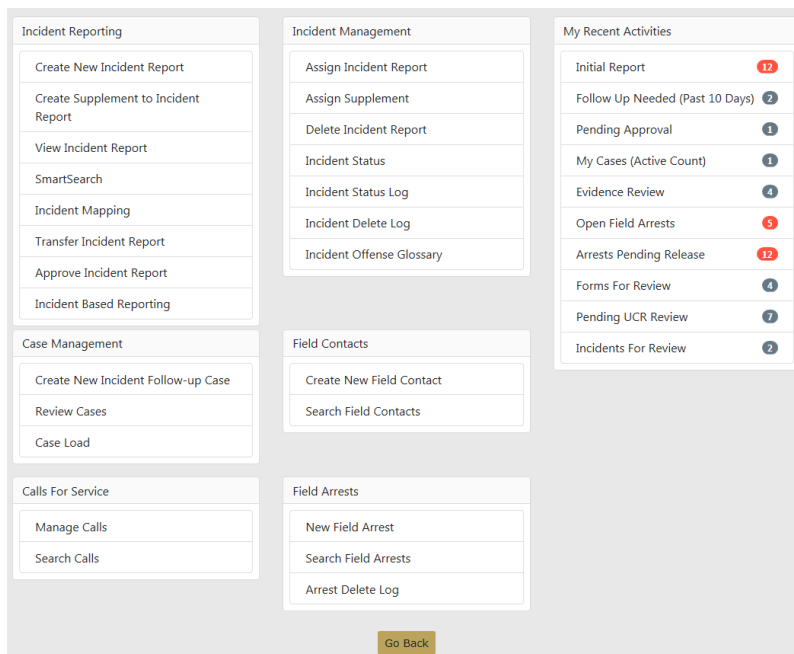 Incident Reporting
Create New Incident Report
Create Supplement to Incident
Report
View Incident Report
SmartSearch
Incident Mapping
Transfer Incident Report
Approve Incident Report
Incident Based Reporting
Incident Management
Assign Incident Report
Assign Supplement
Delete Incident Report
Incident Status
Incident Status Log
Incident Delete Log
Incident Offense Glossary
My Recent Activities
Initial Report 12
Follow Up Needed (Past 10 Days) 2
Pending Approval 1
My Cases (Active Count) 1
Evidence Review 4
Open Field Arrests 5
Arrests Pending Release 12
Forms For Review 4
Pending UCR Review 7
Incidents For Review 2
Case Management
Create New Incident Follow-up Case
Review Cases
Case Load
Field Contacts
Create New Field Contact
Search Field Contacts
Calls For Service
Manage Calls
Search Calls
Field Arrests
New Field Arrest
Search Field Arrests
Arrest Delete Log
Go Back